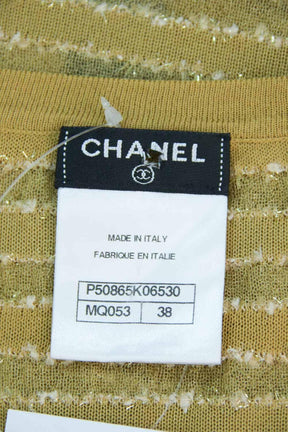 CHANEL
MADE IN ITALY
FABRIQUE EN ITALIE
P50865K06530
MQ053 38